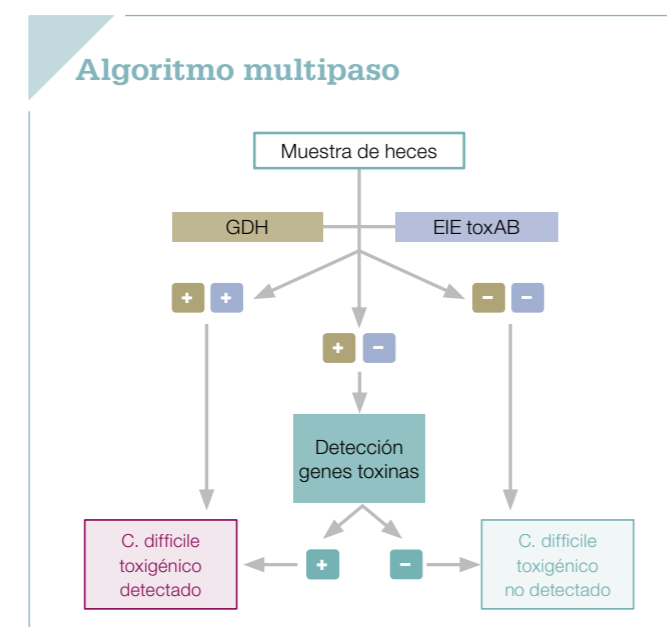 Algoritmo multipaso
Muestra de heces
GDH
EIE toxAB
+ +
− −
+ −
Detección
genes toxinas
C. difficile
toxigénico
detectado
+
−
C. difficile
toxigénico
no detectado